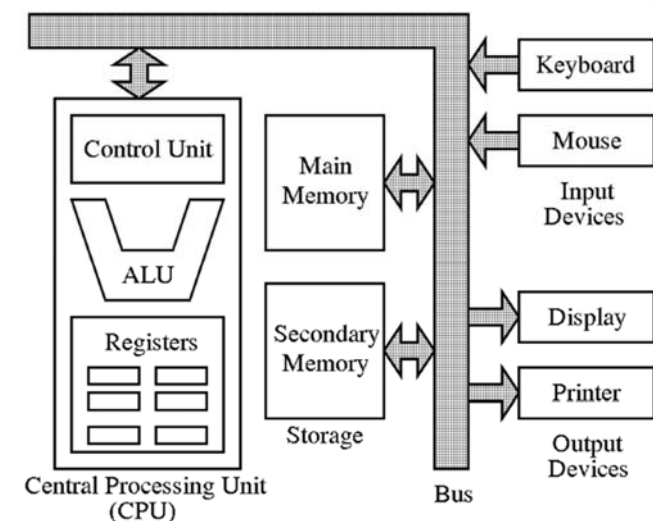 Control Unit
ALU
Registers
Central Processing Unit
(CPU)
Main
Memory
Secondary
Memory
Storage
Bus
Keyboard
Mouse
Input
Devices
Display
Printer
Output
Devices